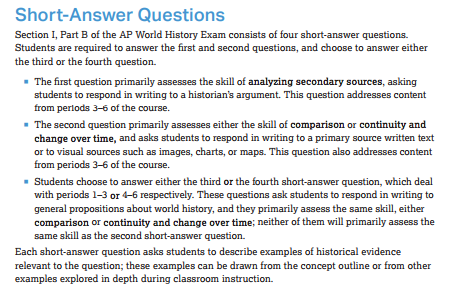 Short-Answer Questions
Section I, Part B of the AP World History Exam consists of four short-answer questions.
Students are required to answer the first and second questions, and choose to answer either
the third or the fourth question.
▪ The first question primarily assesses the skill of analyzing secondary sources, asking
students to respond in writing to a historian's argument. This question addresses content
from periods 3–6 of the course.
▪ The second question primarily assesses either the skill of comparison or continuity and
change over time, and asks students to respond in writing to a primary source written text
or to visual sources such as images, charts, or maps. This question also addresses content
from periods 3–6 of the course.
▪ Students choose to answer either the third or the fourth short-answer question, which deal
with periods 1–3 or 4–6 respectively. These questions ask students to respond in writing to
general propositions about world history, and they primarily assess the same skill, either
comparison or continuity and change over time; neither of them will primarily assess the
same skill as the second short-answer question.
Each short-answer question asks students to describe examples of historical evidence
relevant to the question; these examples can be drawn from the concept outline or from other
examples explored in depth during classroom instruction.